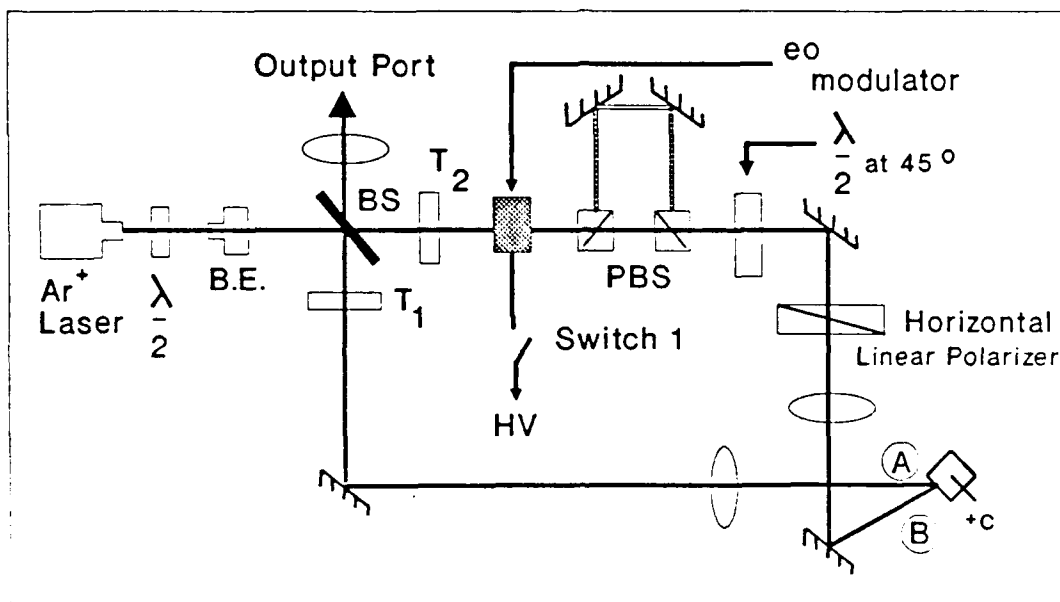 Output Port
eo
modulator
λ/2 at 45°
T2
BS
PBS
Ar+
Laser
λ/2
B.E.
T1
Switch 1
HV
Horizontal
Linear Polarizer
A
B
+C